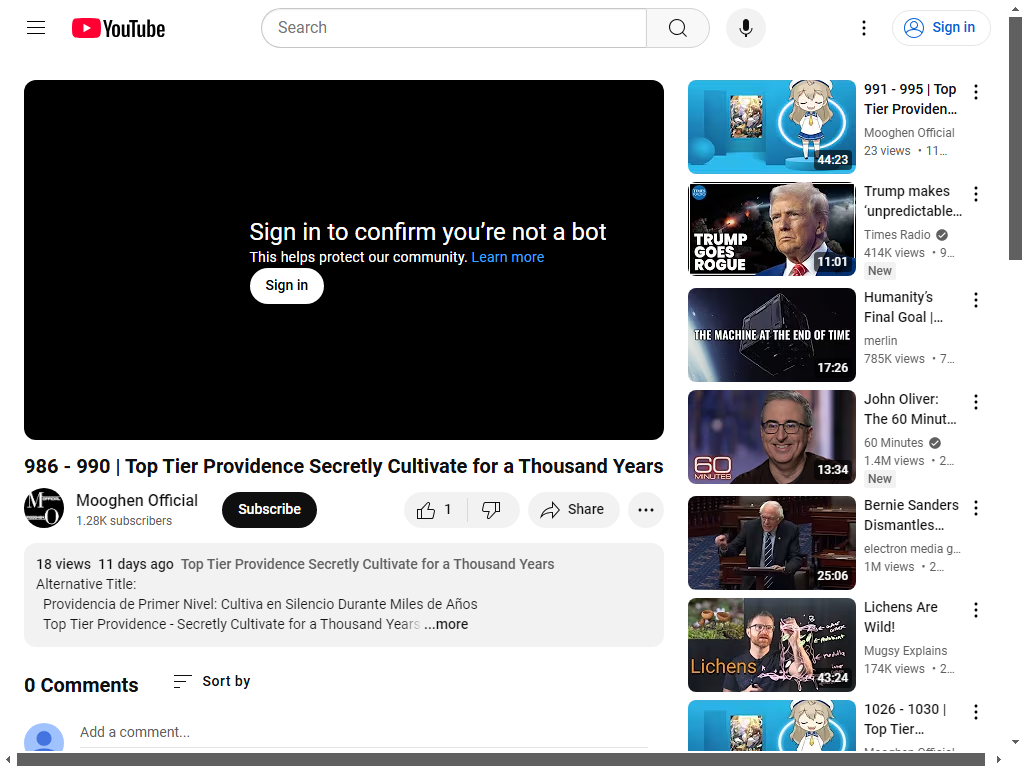 YouTube
Search
Sign in
Sign in to confirm you're not a bot
This helps protect our community. Learn more
Sign in
986 - 990 | Top Tier Providence Secretly Cultivate for a Thousand Years
Mooghen Official
1.28K subscribers
Subscribe
1
Share
18 views 11 days ago Top Tier Providence Secretly Cultivate for a Thousand Years
Alternative Title:
Providencia de Primer Nivel: Cultiva en Silencio Durante Miles de Años
Top Tier Providence - Secretly Cultivate for a Thousand Years ...more
0 Comments
Sort by
Add a comment...
44:23
991 - 995 | Top
Tier Providen...
Mooghen Official
23 views • 11...
TRUMP
GOES
ROGUE
11:01
Trump makes
‘unpredictable...
Times Radio
414K views • 9...
New
THE MACHINE AT THE END OF TIME
17:26
Humanity’s
Final Goal |...
merlin
785K views • 7...
60
MINUTES
13:34
John Oliver:
The 60 Minut...
60 Minutes
1.4M views • 2...
New
25:06
Bernie Sanders
Dismantles...
electron media g...
1M views • 2...
Lichens
43:24
Lichens Are
Wild!
Mugsy Explains
174K views • 2...
1026 - 1030 |
Top Tier...
Mooghen Official